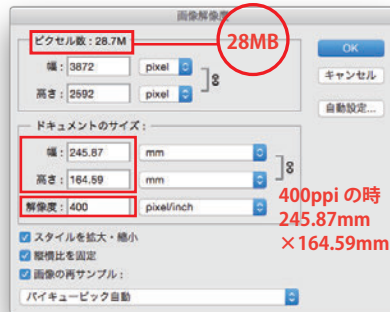 画像解像度
ピクセル数 : 28.7M
28MB
幅 : 3872 pixel
高さ : 2592 pixel
OK
キャンセル
自動設定...
ドキュメントのサイズ :
幅 : 245.87 mm
高さ : 164.59 mm
解像度 : 400 pixel/inch
400ppi の時
245.87mm
×164.59mm
スタイルを拡大・縮小
縦横比を固定
画像の再サンプル :
バイキュービック自動